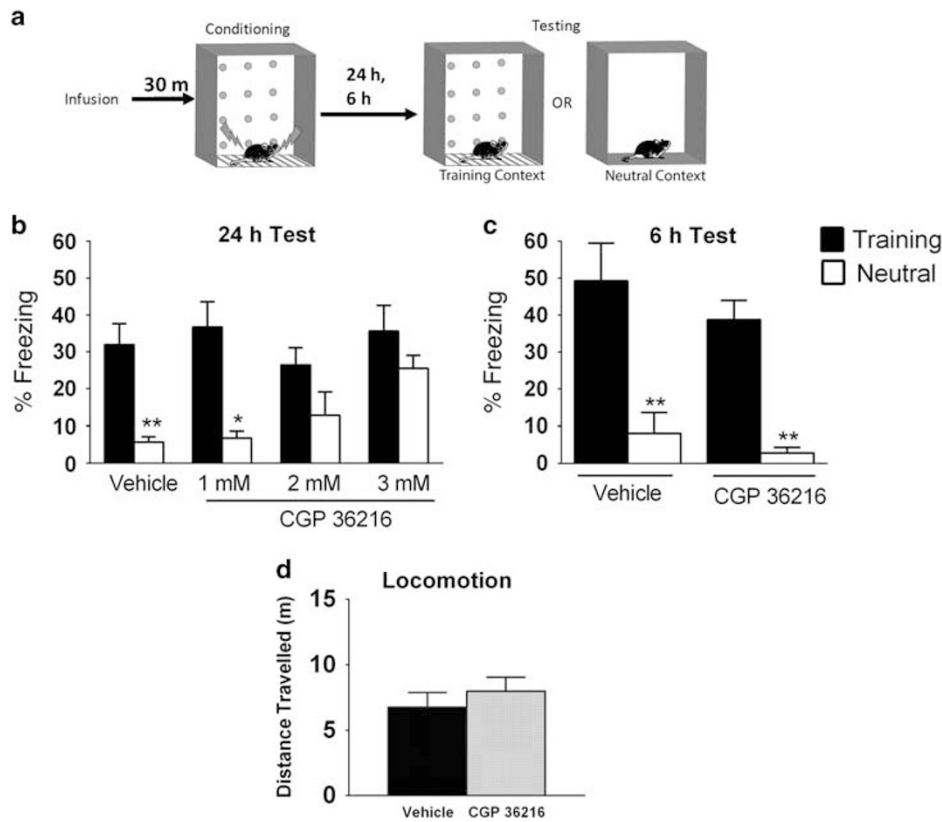 a
Conditioning
Testing
Infusion
30 m
24 h,
6 h
OR
Training Context
Neutral Context
b
24 h Test
% Freezing
60
50
40
30
20
10
0
**
*
Vehicle
1 mM
2 mM
3 mM
CGP 36216
c
6 h Test
% Freezing
60
50
40
30
20
10
0
**
**
Vehicle
CGP 36216
Training
Neutral
d
Locomotion
Distance Travelled (m)
15
10
5
0
Vehicle
CGP 36216